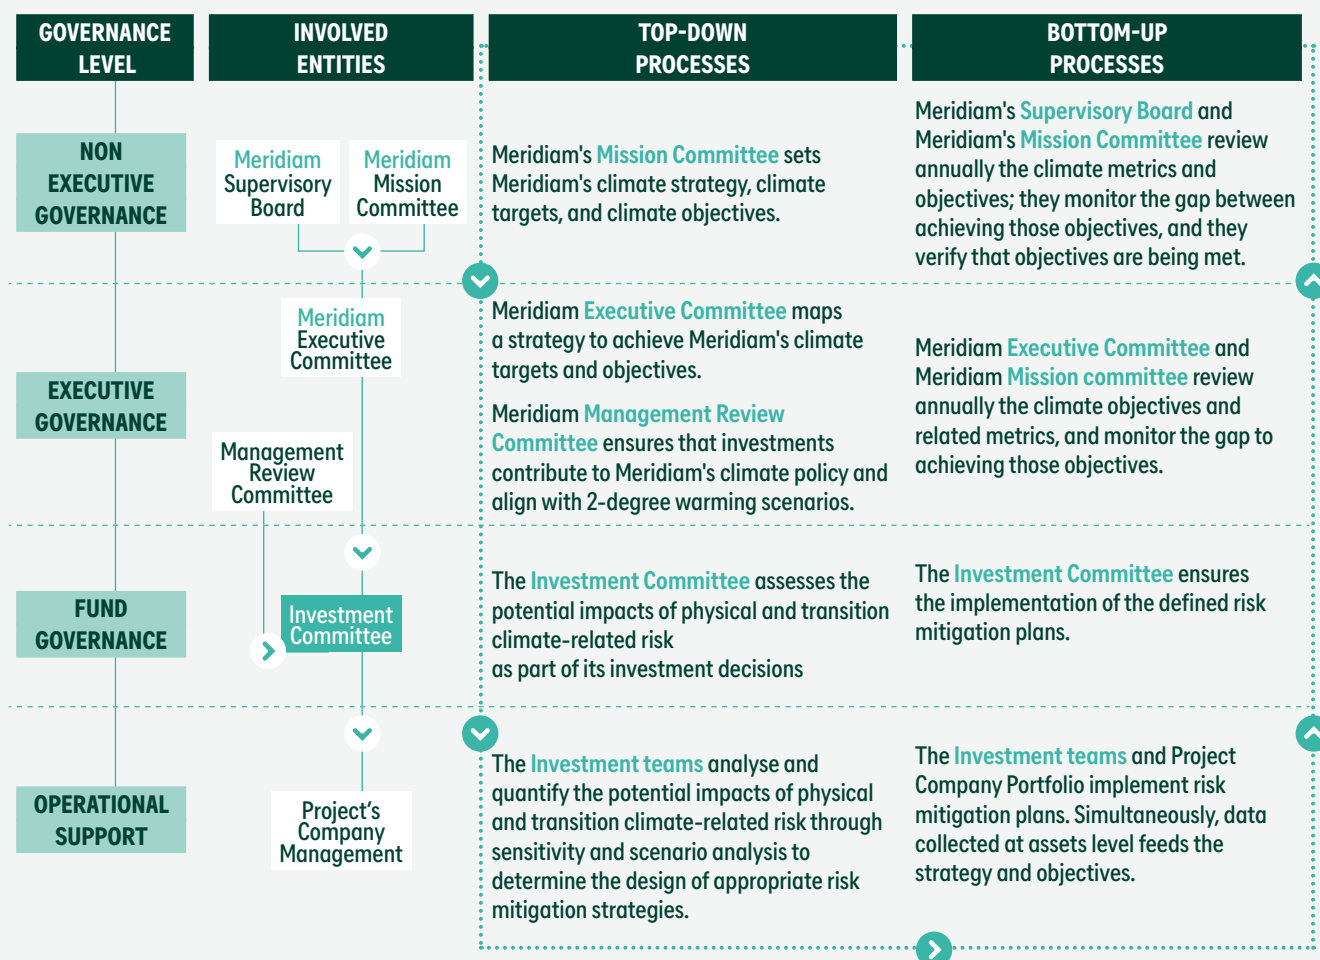 GOVERNANCE
LEVEL
INVOLVED
ENTITIES
TOP-DOWN
PROCESSES
BOTTOM-UP
PROCESSES
NON
EXECUTIVE
GOVERNANCE
Meridiam
Supervisory
Board
Meridiam
Mission
Committee
Meridiam's Mission Committee sets
Meridiam's climate strategy, climate
targets, and climate objectives.
Meridiam's Supervisory Board and
Meridiam's Mission Committee review
annually the climate metrics and
objectives; they monitor the gap between
achieving those objectives, and they
verify that objectives are being met.
EXECUTIVE
GOVERNANCE
Meridiam
Executive
Committee
Management
Review
Committee
Meridiam Executive Committee maps
a strategy to achieve Meridiam's climate
targets and objectives.
Meridiam Management Review
Committee ensures that investments
contribute to Meridiam's climate policy and
align with 2-degree warming scenarios.
Meridiam Executive Committee and
Meridiam Mission committee review
annually the climate objectives and
related metrics, and monitor the gap to
achieving those objectives.
FUND
GOVERNANCE
Investment
Committee
The Investment Committee assesses the
potential impacts of physical and transition
climate-related risk
as part of its investment decisions
The Investment Committee ensures
the implementation of the defined risk
mitigation plans.
OPERATIONAL
SUPPORT
Project's
Company
Management
The Investment teams analyse and
quantify the potential impacts of physical
and transition climate-related risk through
sensitivity and scenario analysis to
determine the design of appropriate risk
mitigation strategies.
The Investment teams and Project
Company Portfolio implement risk
mitigation plans. Simultaneously, data
collected at assets level feeds the
strategy and objectives.